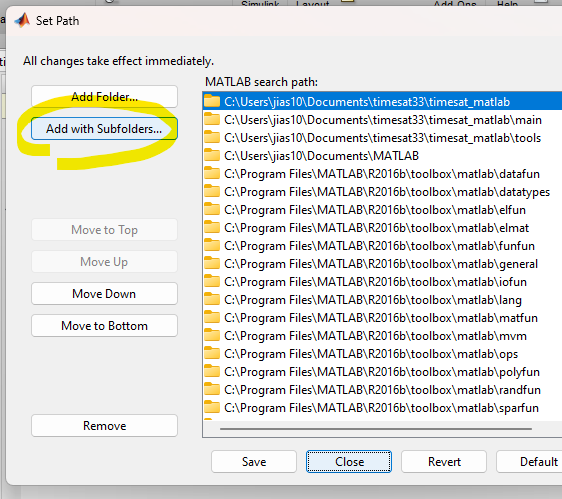 Simulink
Layout
Add-Ons
Help
Set Path
All changes take effect immediately.
MATLAB search path:
Add Folder...
Add with Subfolders...
Move to Top
Move Up
Move Down
Move to Bottom
Remove
C:\Users\jias10\Documents\timesat33\timesat_matlab
C:\Users\jias10\Documents\timesat33\timesat_matlab\main
C:\Users\jias10\Documents\timesat33\timesat_matlab\tools
C:\Users\jias10\Documents\MATLAB
C:\Program Files\MATLAB\R2016b\toolbox\matlab\datafun
C:\Program Files\MATLAB\R2016b\toolbox\matlab\datatypes
C:\Program Files\MATLAB\R2016b\toolbox\matlab\elfun
C:\Program Files\MATLAB\R2016b\toolbox\matlab\elmat
C:\Program Files\MATLAB\R2016b\toolbox\matlab\funfun
C:\Program Files\MATLAB\R2016b\toolbox\matlab\general
C:\Program Files\MATLAB\R2016b\toolbox\matlab\iofun
C:\Program Files\MATLAB\R2016b\toolbox\matlab\lang
C:\Program Files\MATLAB\R2016b\toolbox\matlab\matfun
C:\Program Files\MATLAB\R2016b\toolbox\matlab\mvm
C:\Program Files\MATLAB\R2016b\toolbox\matlab\ops
C:\Program Files\MATLAB\R2016b\toolbox\matlab\polyfun
C:\Program Files\MATLAB\R2016b\toolbox\matlab\randfun
C:\Program Files\MATLAB\R2016b\toolbox\matlab\sparfun
Save
Close
Revert
Default